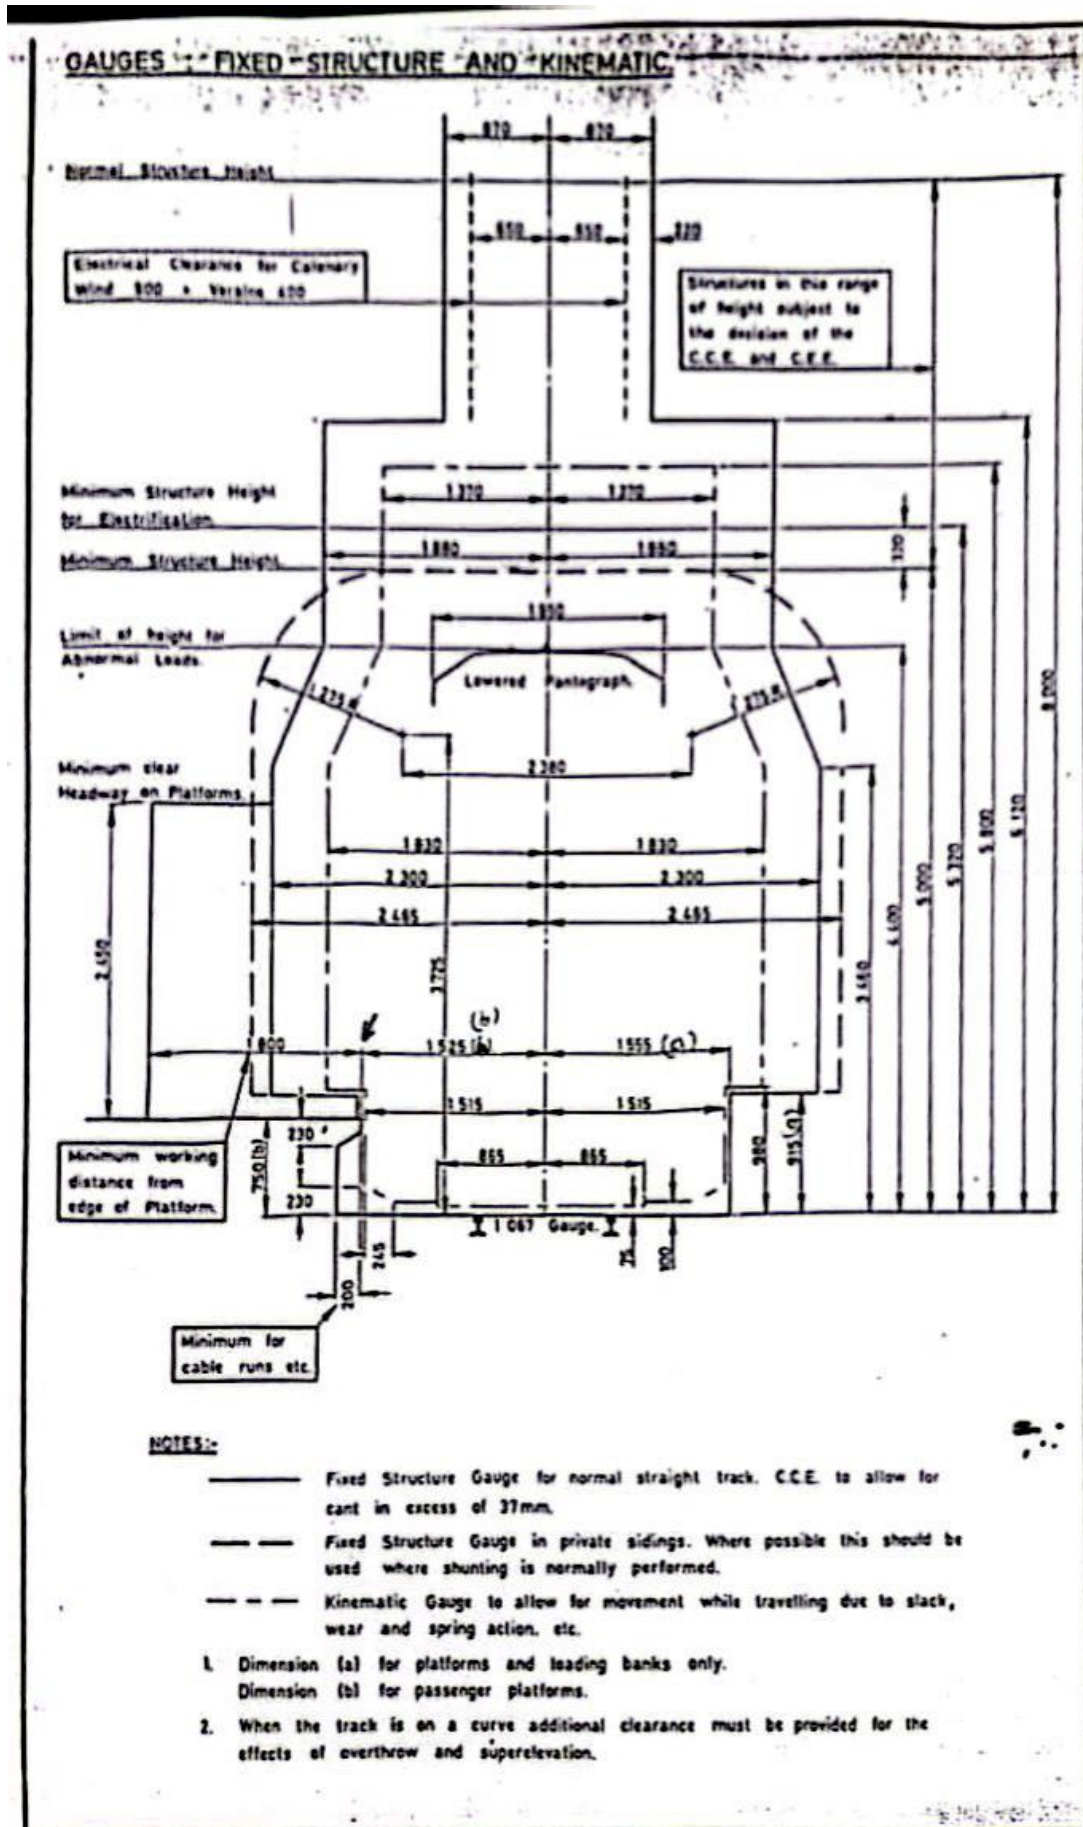 GAUGES : FIXED STRUCTURE AND KINEMATIC.
870 870
Normal Structure Height
650 650 220
Electrical Clearance for Catenary
Wind 500 + Versine 400
Structures in this range
of height subject to
the decision of the
C.C.E. and C.E.E.
Minimum Structure Height
for Electrification.
1.370 1.370
1.880 1.880
320
Minimum Structure Height.
Limit of height for
Abnormal Loads.
Lowered Pantograph.
1.275 R
1.275 R
2.380
Minimum clear
Headway on Platforms.
1.830 1.830
2.300 2.300
2.465 2.465
2.450
3.725
3.460
4.600
5.000
5.320
5.800
6.120
8.000
(b)
1.525 1.555 (a)
1.515 1.515
Minimum working
distance from
edge of Platform.
750(b)
230
230
865 865
980
915(a)
1 067 Gauge.
75
100
245
200
Minimum for
cable runs etc.
NOTES:-
Fixed Structure Gauge for normal straight track. C.C.E. to allow for
cant in excess of 37mm.
Fixed Structure Gauge in private sidings. Where possible this should be
used where shunting is normally performed.
Kinematic Gauge to allow for movement while travelling due to slack,
wear and spring action. etc.
1. Dimension (a) for platforms and loading banks only.
Dimension (b) for passenger platforms.
2. When the track is on a curve additional clearance must be provided for the
effects of overthrow and superelevation.